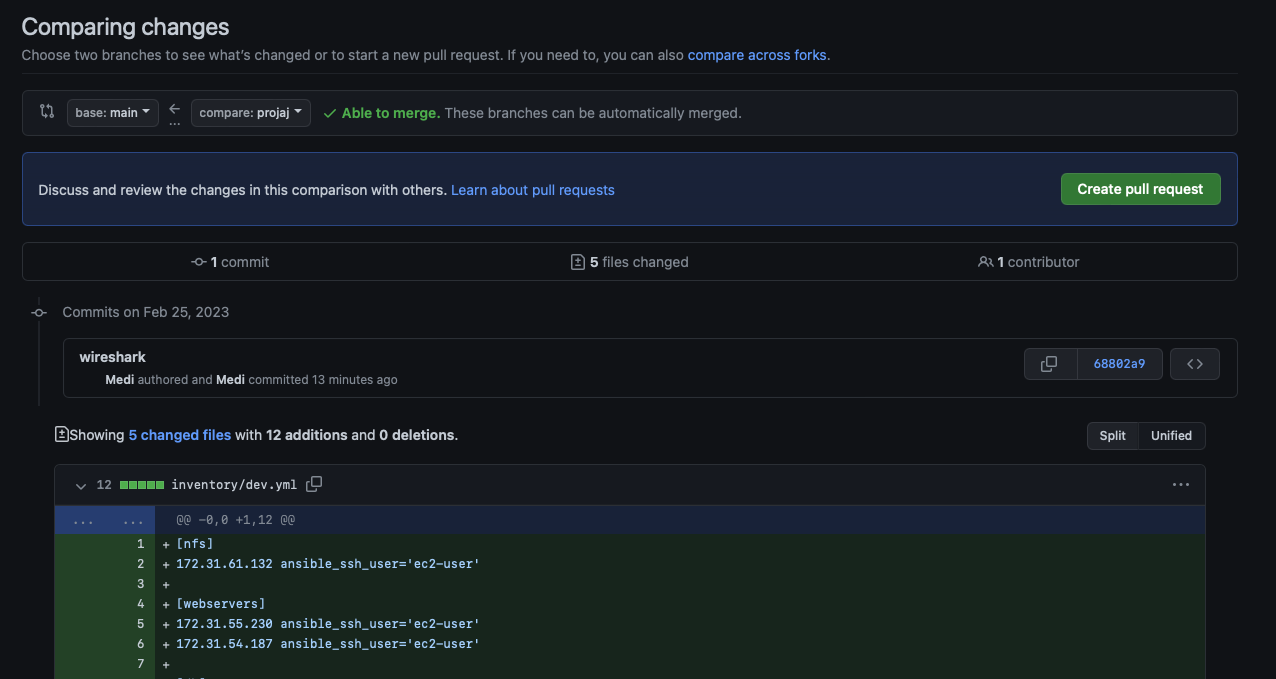 Comparing changes
Choose two branches to see what's changed or to start a new pull request. If you need to, you can also compare across forks.
base: main ← ... compare: projaj ✓ Able to merge. These branches can be automatically merged.
Discuss and review the changes in this comparison with others. Learn about pull requests Create pull request
1 commit 5 files changed 1 contributor
Commits on Feb 25, 2023
wireshark
Medi authored and Medi committed 13 minutes ago
68802a9 <>
Showing 5 changed files with 12 additions and 0 deletions.
Split Unified
12 inventory/dev.yml ...
... ... @@ -0,0 +1,12 @@
1 + [nfs]
2 + 172.31.61.132 ansible_ssh_user='ec2-user'
3 +
4 + [webservers]
5 + 172.31.55.230 ansible_ssh_user='ec2-user'
6 + 172.31.54.187 ansible_ssh_user='ec2-user'
7 +